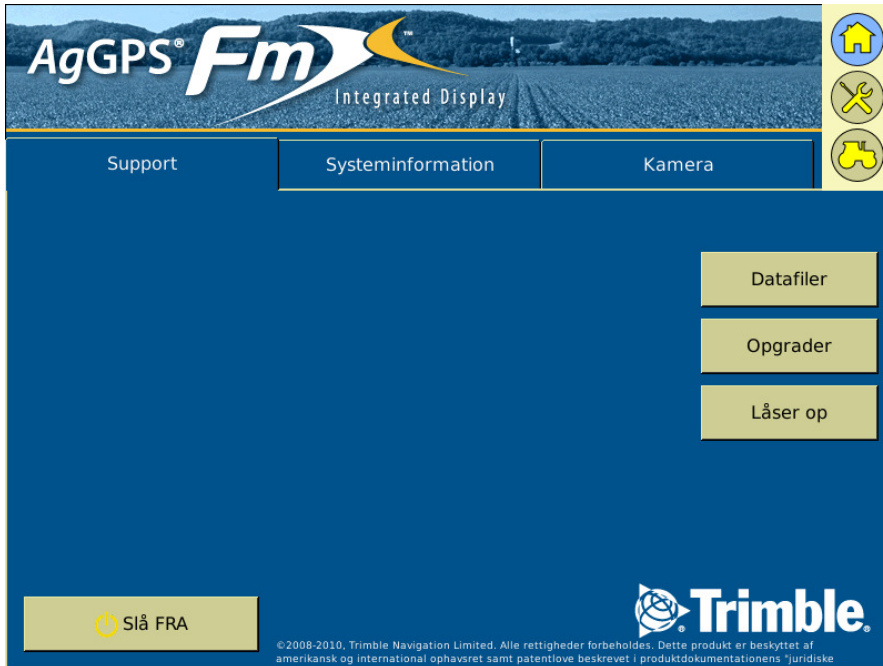 AgGPS® FmX™
Integrated Display
Support
Systeminformation
Kamera
Datafiler
Opgrader
Låser op
Slå FRA
Trimble.
©2008-2010, Trimble Navigation Limited. Alle rettigheder forbeholdes. Dette produkt er beskyttet af
amerikansk og international ophavsret samt patentlove beskrevet i produktdokumentationens "juridiske